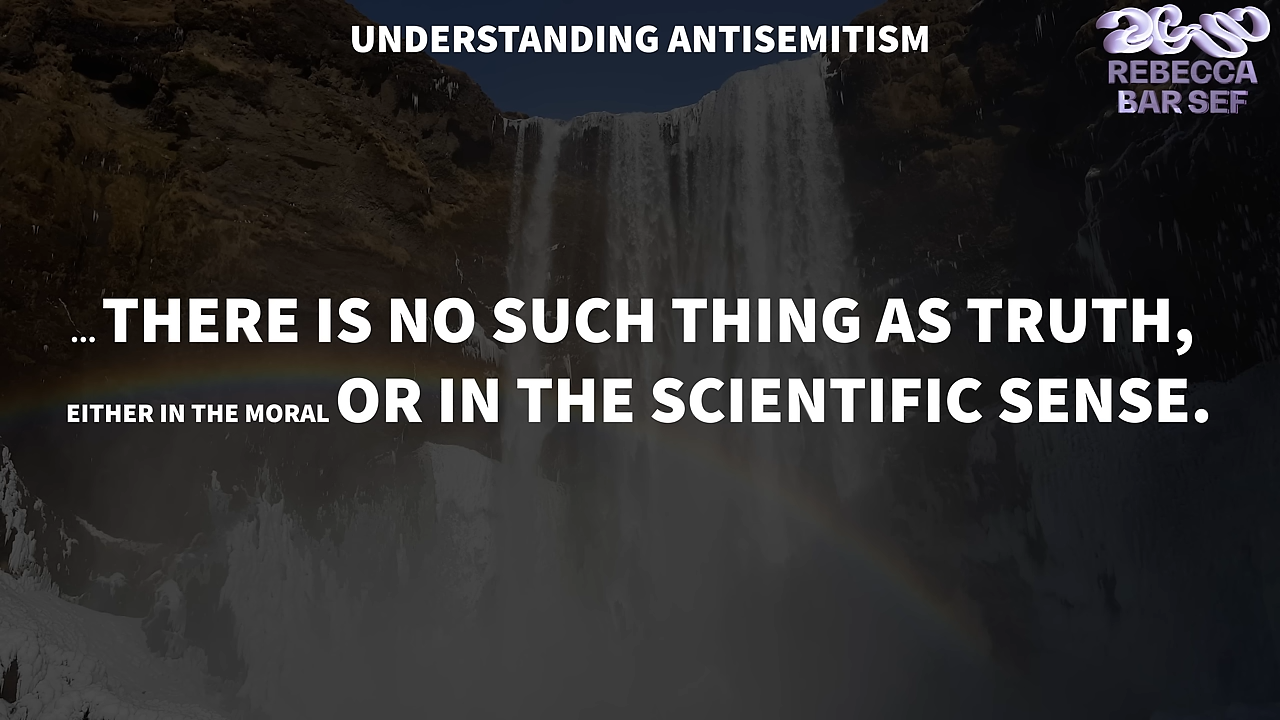 UNDERSTANDING ANTISEMITISM
REBECCA
BAR SEF
... THERE IS NO SUCH THING AS TRUTH,
EITHER IN THE MORAL OR IN THE SCIENTIFIC SENSE.